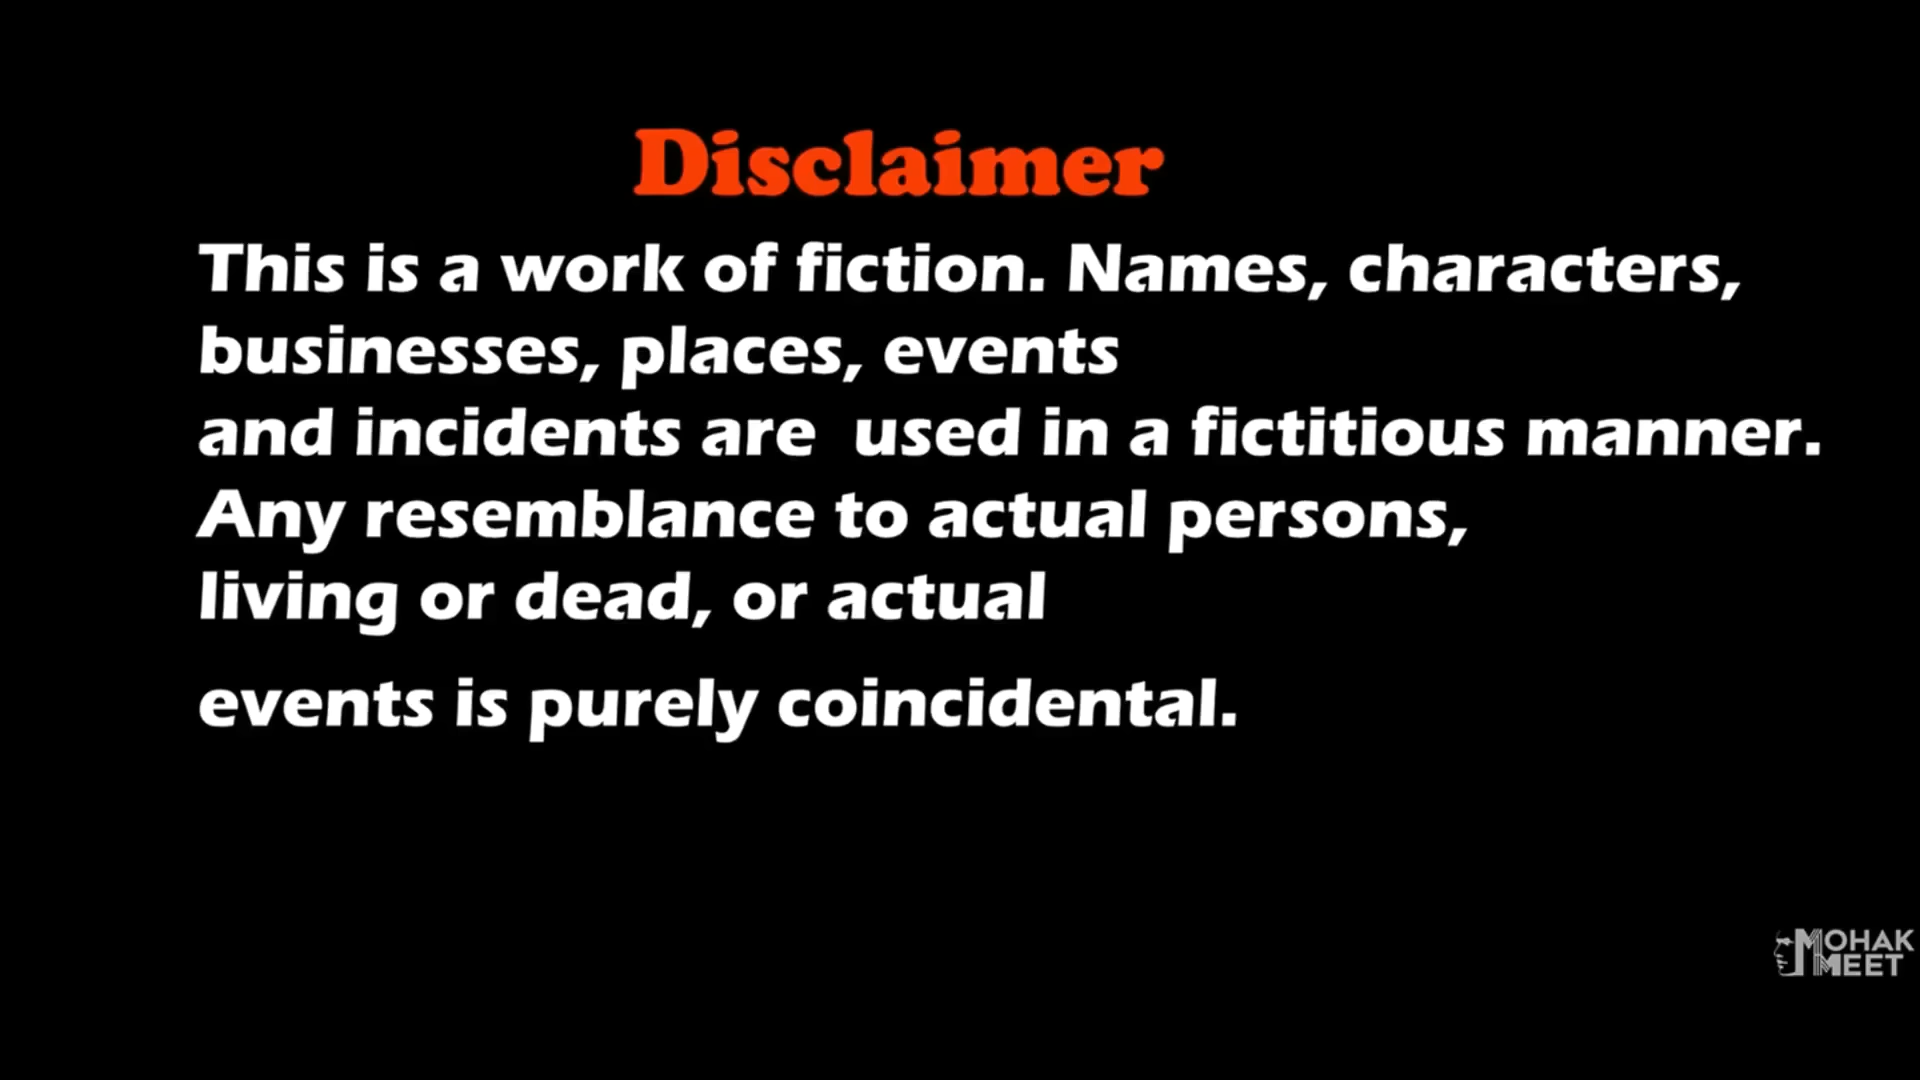 Disclaimer
This is a work of fiction. Names, characters,
businesses, places, events
and incidents are  used in a fictitious manner.
Any resemblance to actual persons,
living or dead, or actual
events is purely coincidental.
MOHAK
MEET